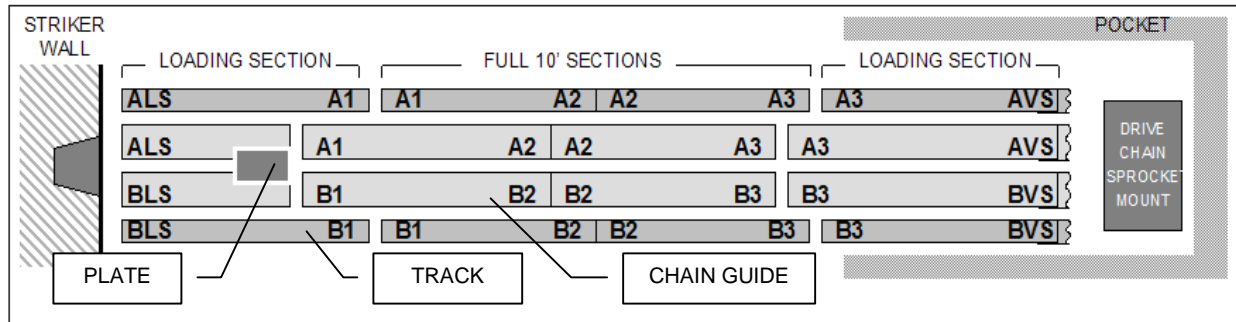 STRIKER
WALL
POCKET
LOADING SECTION
FULL 10' SECTIONS
LOADING SECTION
ALS A1 A1 A2 A2 A3 A3 AVS
ALS A1 A2 A2 A3 A3 AVS
BLS B1 B2 B2 B3 B3 BVS
BLS B1 B1 B2 B2 B3 B3 BVS
DRIVE
CHAIN
SPROCKET
MOUNT
PLATE
TRACK
CHAIN GUIDE